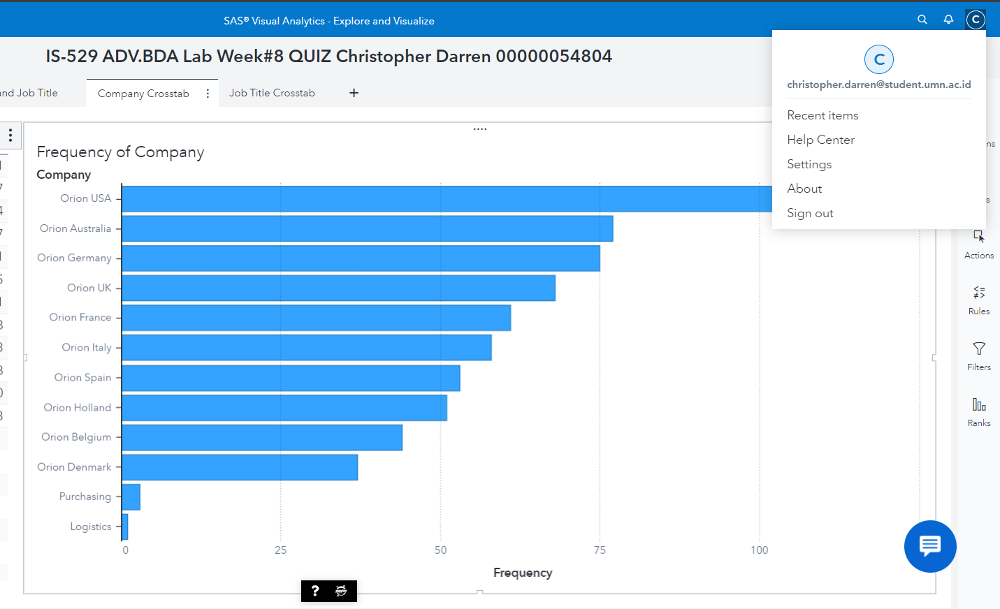 SAS® Visual Analytics - Explore and Visualize
C
IS-529 ADV.BDA Lab Week#8 QUIZ Christopher Darren 00000054804
C
christopher.darren@student.umn.ac.id
Recent items
Help Center
Settings
About
Sign out
and Job Title
Company Crosstab
Job Title Crosstab
Frequency of Company
Company
Orion USA
Orion Australia
Orion Germany
Orion UK
Orion France
Orion Italy
Orion Spain
Orion Holland
Orion Belgium
Orion Denmark
Purchasing
Logistics
0 25 50 75 100
Frequency
?
Actions
Rules
Filters
Ranks